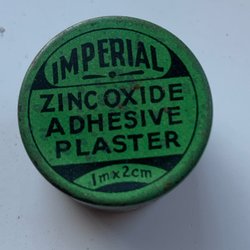 IMPERIAL
ZINC OXIDE
ADHESIVE
PLASTER
1m x 2cm